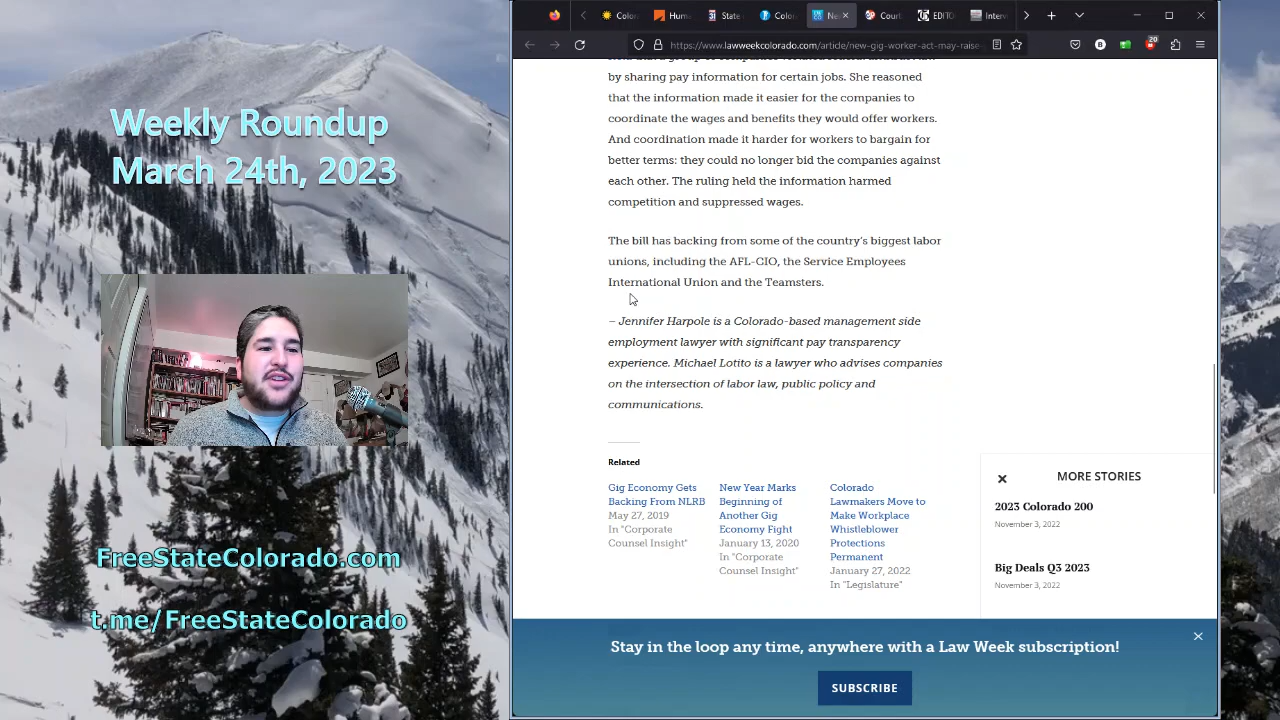 Weekly Roundup
March 24th, 2023
FreeStateColorado.com
t.me/FreeStateColorado
Color
Huma
State
Color
Ne
Court
EDIT
Interv
https://www.lawweekcolorado.com/article/new-gig-worker-act-may-raise-
20
by sharing pay information for certain jobs. She reasoned
that the information made it easier for the companies to
coordinate the wages and benefits they would offer workers.
And coordination made it harder for workers to bargain for
better terms: they could no longer bid the companies against
each other. The ruling held the information harmed
competition and suppressed wages.
The bill has backing from some of the country's biggest labor
unions, including the AFL-CIO, the Service Employees
International Union and the Teamsters.
– Jennifer Harpole is a Colorado-based management side
employment lawyer with significant pay transparency
experience. Michael Lotito is a lawyer who advises companies
on the intersection of labor law, public policy and
communications.
Related
Gig Economy Gets
Backing From NLRB
May 27, 2019
In "Corporate
Counsel Insight"
New Year Marks
Beginning of
Another Gig
Economy Fight
January 13, 2020
In "Corporate
Counsel Insight"
Colorado
Lawmakers Move to
Make Workplace
Whistleblower
Protections
Permanent
January 27, 2022
In "Legislature"
MORE STORIES
2023 Colorado 200
November 3, 2022
Big Deals Q3 2023
November 3, 2022
Stay in the loop any time, anywhere with a Law Week subscription!
SUBSCRIBE